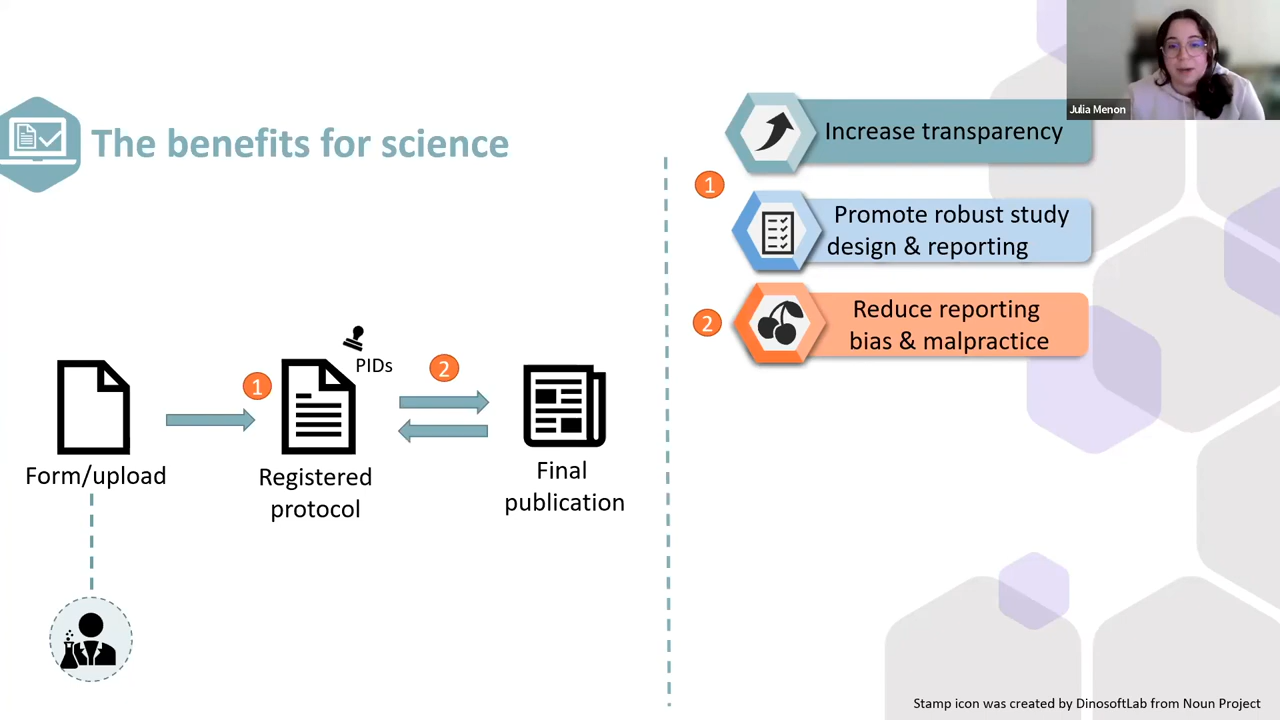 The benefits for science
Julia Menon
Increase transparency
1
Promote robust study
design & reporting
2
Reduce reporting
bias & malpractice
PIDs
1
2
Form/upload
Registered
protocol
Final
publication
Stamp icon was created by DinosoftLab from Noun Project